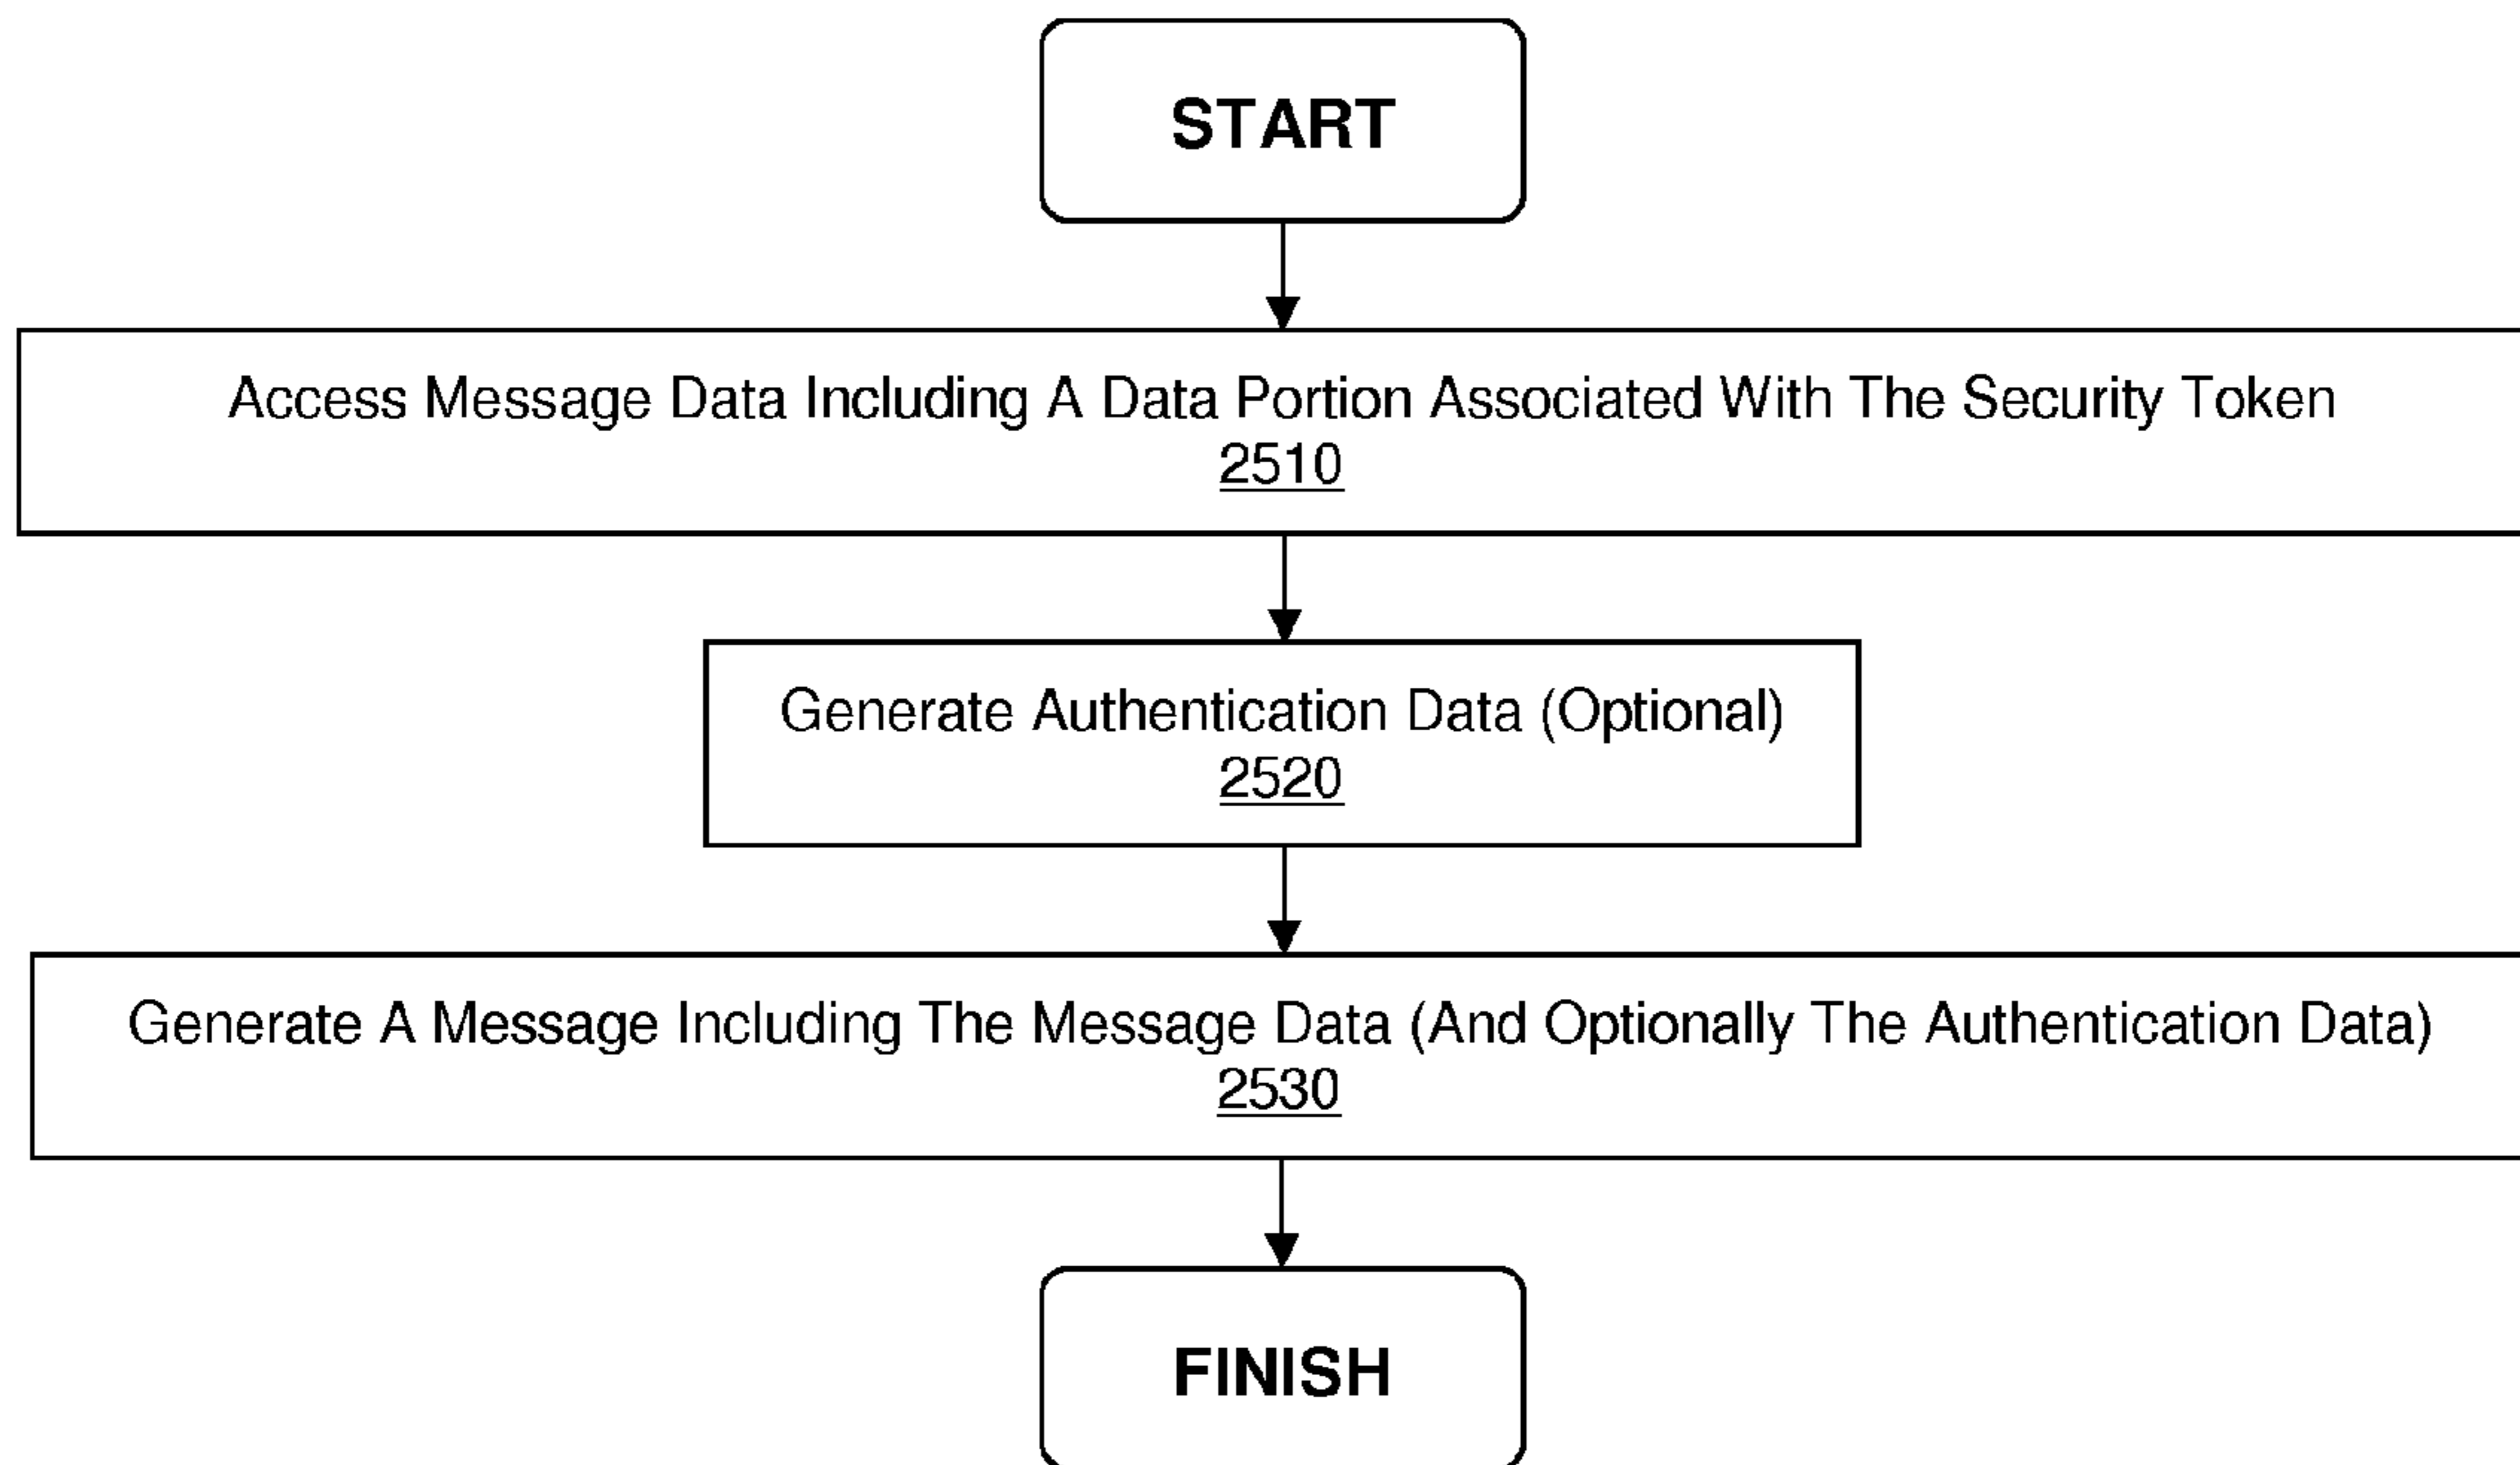 START
Access Message Data Including A Data Portion Associated With The Security Token
2510
Generate Authentication Data (Optional)
2520
Generate A Message Including The Message Data (And Optionally The Authentication Data)
2530
FINISH